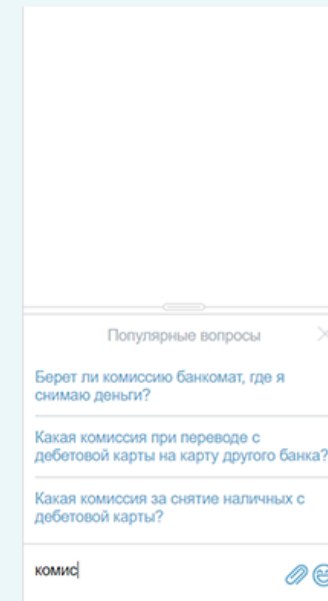 Популярные вопросы
Берет ли комиссию банкомат, где я
снимаю деньги?
Какая комиссия при переводе с
дебетовой карты на карту другого банка?
Какая комиссия за снятие наличных с
дебетовой карты?
комис